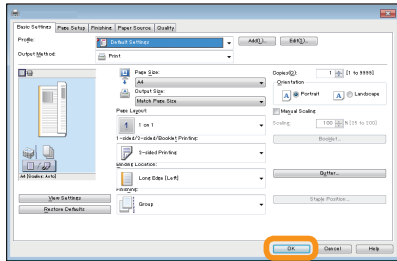 Basic Settings Page Setup Finishing Paper Source Quality
Profile: Default Settings Add(1)... Edit(2)...
Output Method: Print
Page Size:
A4
Output Size:
Match Page Size
Copies(Q): 1 [1 to 9999]
Orientation
A Portrait A Landscape
Page Layout:
1 1 on 1
Manual Scaling
Scaling: 100 % [25 to 200]
1-sided/2-sided/Booklet Printing:
2-sided Printing
Booklet...
Binding Location:
Long Edge [Left]
Gutter...
A4 [Scaling: Auto]
Finishing:
Group
Staple Position...
View Settings
Restore Defaults
OK Cancel Help